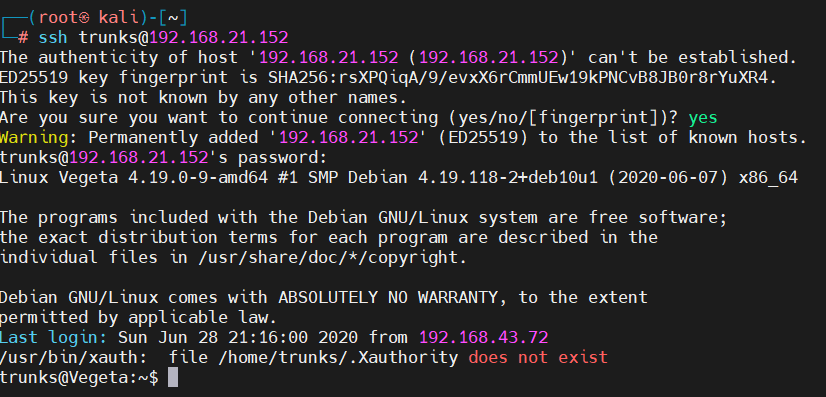 ┌──(root㉿ kali)-[~]
└─# ssh trunks@192.168.21.152
The authenticity of host '192.168.21.152 (192.168.21.152)' can't be established.
ED25519 key fingerprint is SHA256:rsXPQiqA/9/evxX6rCmmUEw19kPNCvB8JB0r8rYuXR4.
This key is not known by any other names.
Are you sure you want to continue connecting (yes/no/[fingerprint])? yes
Warning: Permanently added '192.168.21.152' (ED25519) to the list of known hosts.
trunks@192.168.21.152's password:
Linux Vegeta 4.19.0-9-amd64 #1 SMP Debian 4.19.118-2+deb10u1 (2020-06-07) x86_64
The programs included with the Debian GNU/Linux system are free software;
the exact distribution terms for each program are described in the
individual files in /usr/share/doc/*/copyright.
Debian GNU/Linux comes with ABSOLUTELY NO WARRANTY, to the extent
permitted by applicable law.
Last login: Sun Jun 28 21:16:00 2020 from 192.168.43.72
/usr/bin/xauth:  file /home/trunks/.Xauthority does not exist
trunks@Vegeta:~$